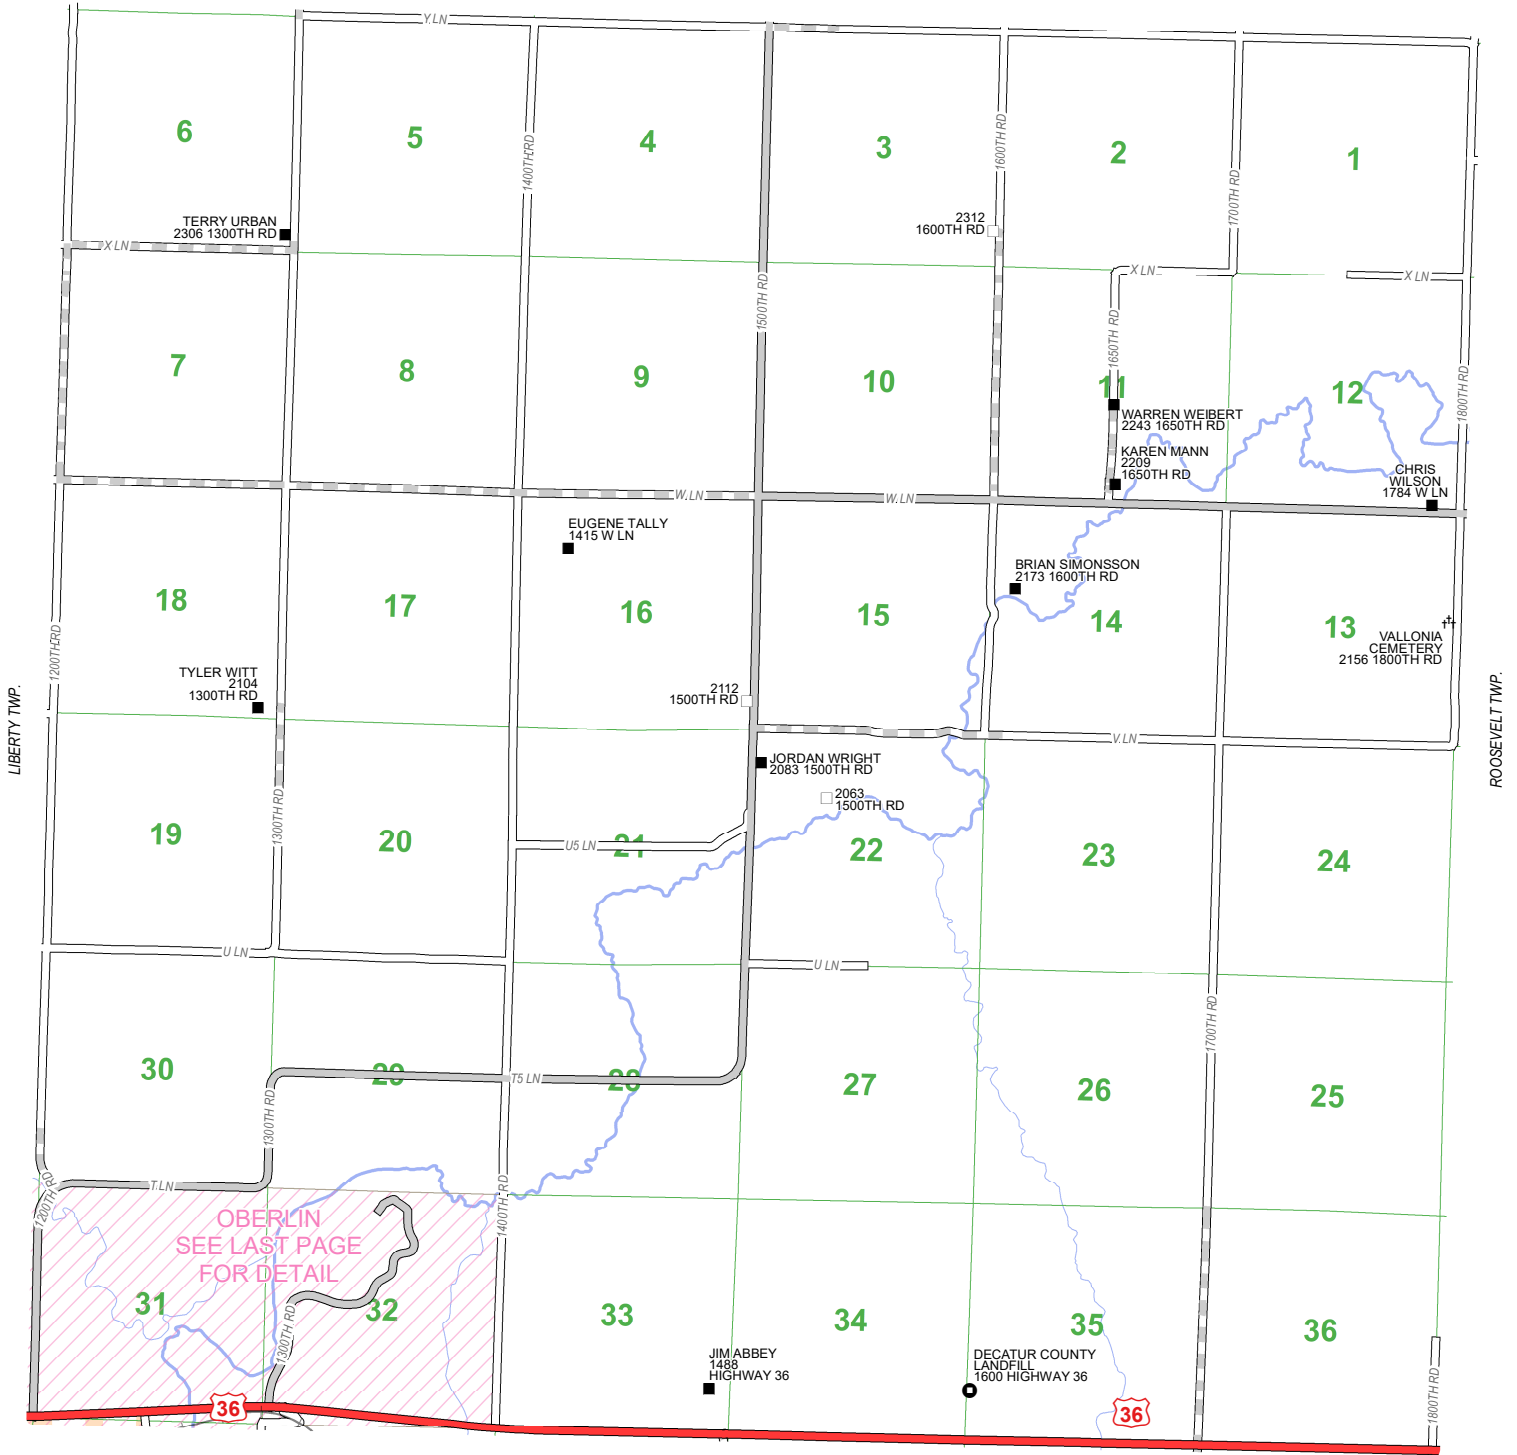 Y LN
6
5
4
3
2
1
1400TH RD
1600TH RD
1700TH RD
TERRY URBAN
2306 1300TH RD
2312
1600TH RD
X LN
X LN
X LN
1500TH RD
1650TH RD
1800TH RD
7
8
9
10
11
12
WARREN WEIBERT
2243 1650TH RD
KAREN MANN
2209
1650TH RD
CHRIS
WILSON
1784 W LN
W LN
W LN
EUGENE TALLY
1415 W LN
BRIAN SIMONSSON
2173 1600TH RD
18
17
16
15
14
13
VALLONIA
CEMETERY
2156 1800TH RD
1200TH RD
TYLER WITT
2104
1300TH RD
2112
1500TH RD
LIBERTY TWP.
ROOSEVELT TWP.
V LN
JORDAN WRIGHT
2083 1500TH RD
2063
1500TH RD
1300TH RD
19
20
21
22
23
24
U5 LN
U LN
U LN
1700TH RD
30
29
28
27
26
25
T5 LN
1300TH RD
T LN
1200TH RD
1400TH RD
OBERLIN
SEE LAST PAGE
FOR DETAIL
31
32
33
34
35
36
1300TH RD
JIM ABBEY
1488
HIGHWAY 36
DECATUR COUNTY
LANDFILL
1600 HIGHWAY 36
1800TH RD
36
36